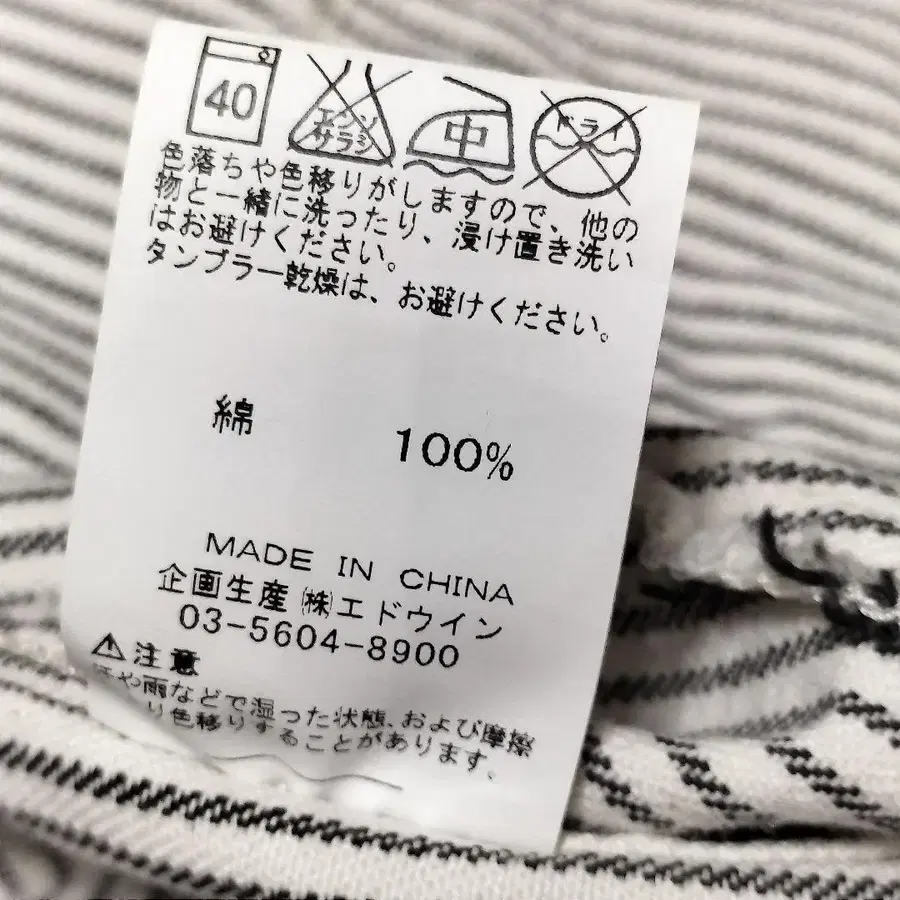 40
エンソ
サラシ
中
ドライ
色落ちや色移りがしますので、他の
物と一緒に洗ったり、浸け置き洗い
はお避けください。
タンブラー乾燥は、お避けください。
綿 100%
MADE IN CHINA
企画生産 ㈱エドウイン
03-5604-8900
⚠注意
や雨などで湿った状態、および摩擦
り色移りすることがあります。